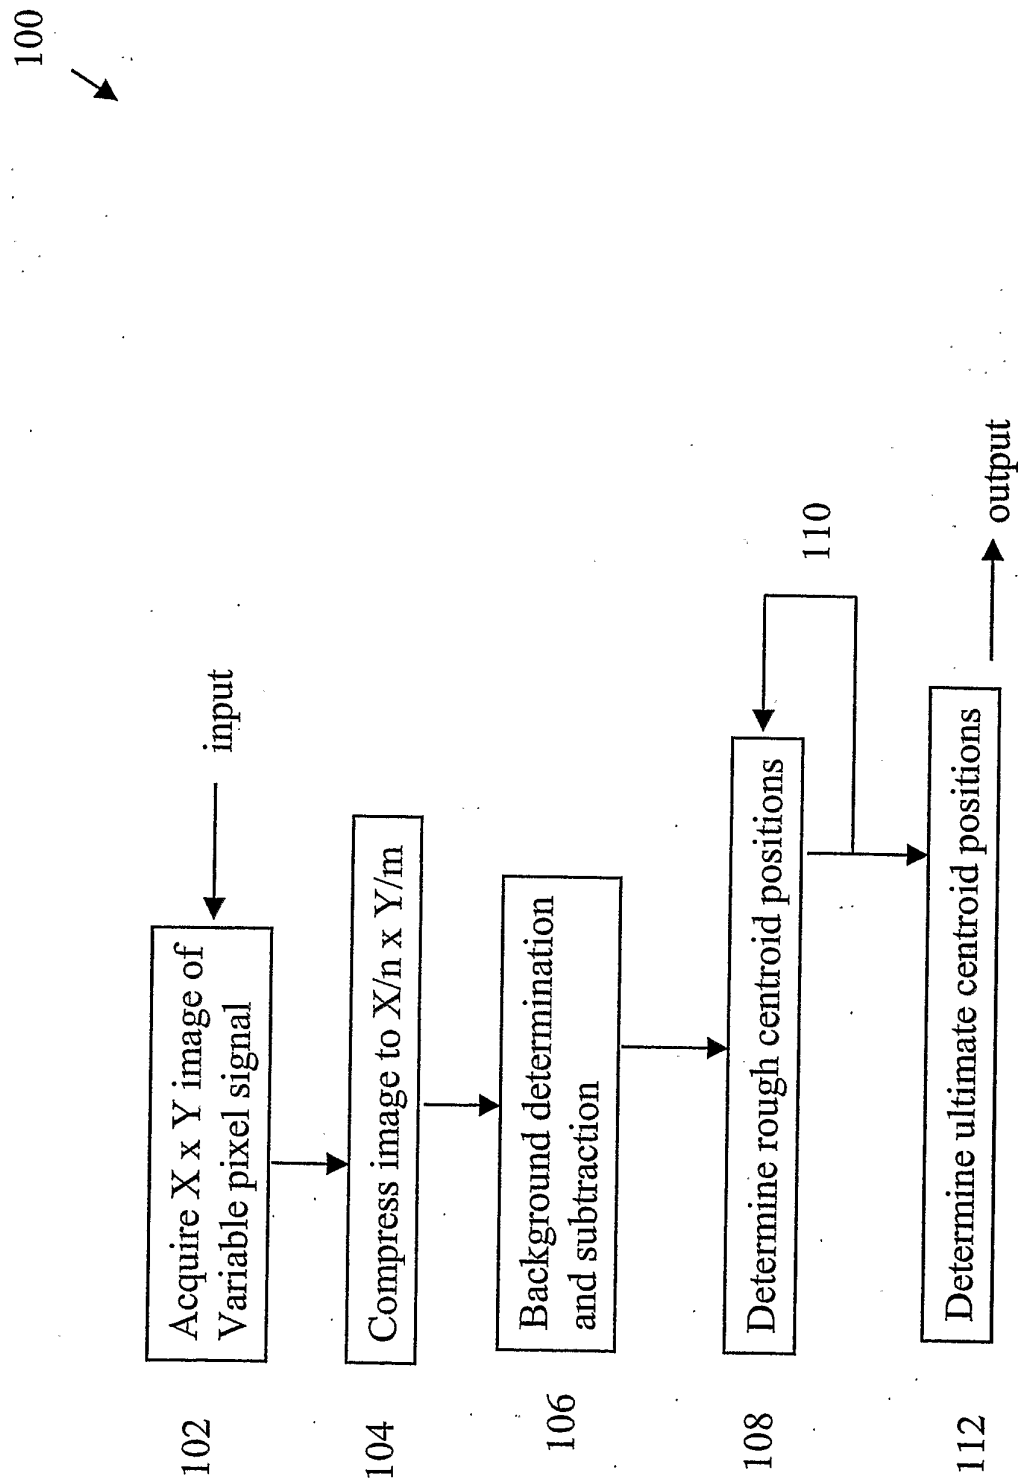 100
input
102
Acquire X x Y image of
Variable pixel signal
104
Compress image to X/n x Y/m
106
Background determination
and subtraction
108
Determine rough centroid positions
110
112
Determine ultimate centroid positions
output